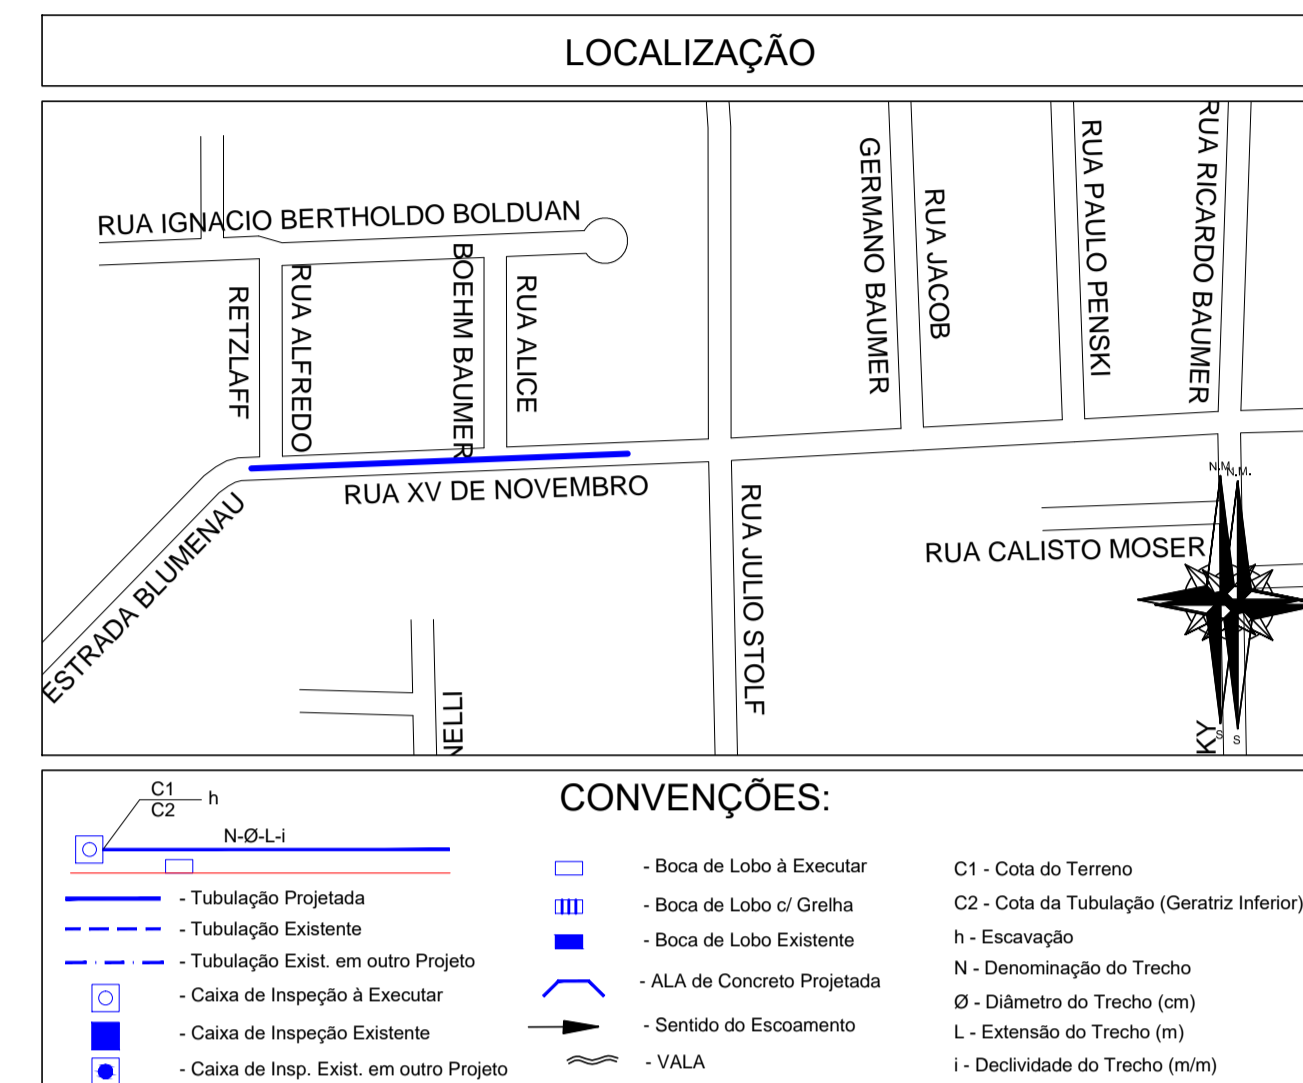 LOCALIZAÇÃO
RUA IGNACIO BERTHOLDO BOLDUAN
RETZLAFF
RUA ALFREDO
BOEHM BAUMER
RUA ALICE
GERMANO BAUMER
RUA JACOB
RUA PAULO PENSKI
RUA RICARDO BAUMER
RUA XV DE NOVEMBRO
ESTRADA BLUMENAU
RUA JULIO STOLF
RUA CALISTO MOSER
N.M.
N.M.
S
S
NELLI
KY
CONVENÇÕES:
C1
C2
h
N-Ø-L-i
- Tubulação Projetada
- Tubulação Existente
- Tubulação Exist. em outro Projeto
- Caixa de Inspeção à Executar
- Caixa de Inspeção Existente
- Caixa de Insp. Exist. em outro Projeto
- Boca de Lobo à Executar
- Boca de Lobo c/ Grelha
- Boca de Lobo Existente
- ALA de Concreto Projetada
- Sentido do Escoamento
- VALA
C1 - Cota do Terreno
C2 - Cota da Tubulação (Geratriz Inferior)
h - Escavação
N - Denominação do Trecho
Ø - Diâmetro do Trecho (cm)
L - Extensão do Trecho (m)
i - Declividade do Trecho (m/m)